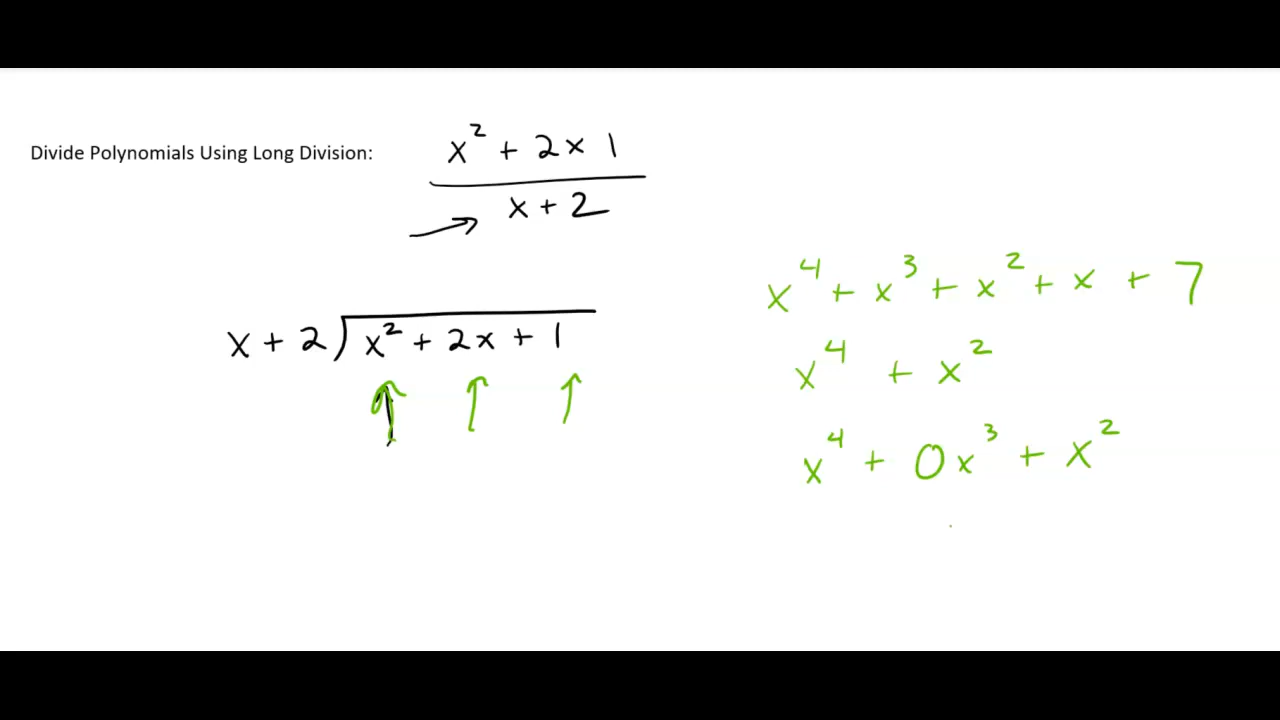 Divide Polynomials Using Long Division:
x² + 2x 1
x + 2
x + 2)x² + 2x + 1
x⁴ + x³ + x² + x + 7
x⁴ + x²
x⁴ + 0x³ + x²